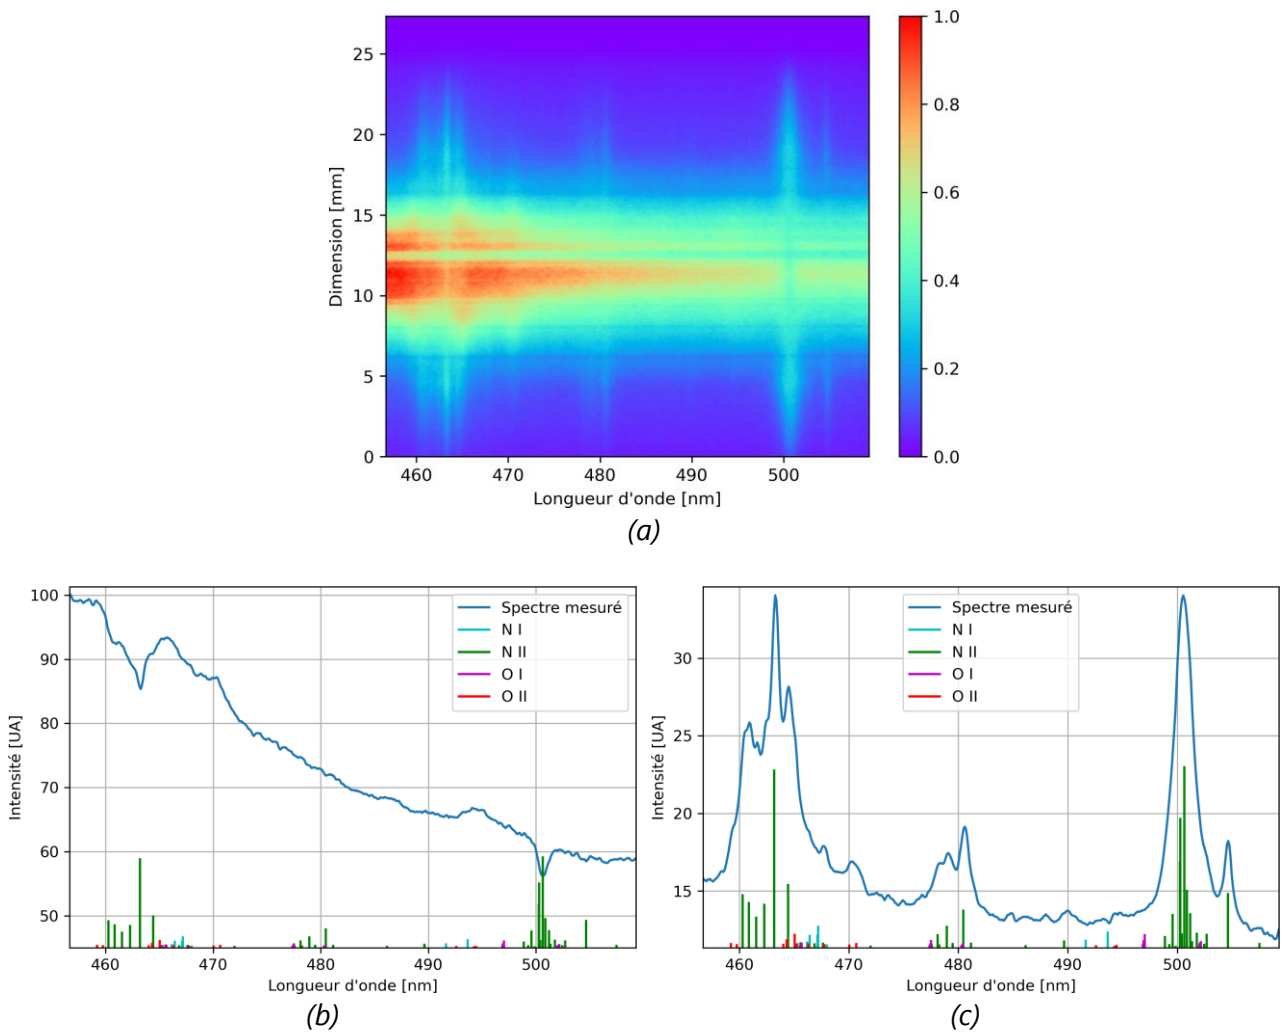 1.0
25
0.8
20
0.6
15
Dimension [mm]
10
0.4
5
0.2
0
0.0
460 470 480 490 500
Longueur d'onde [nm]
(a)
100
90
80
70
60
50
Intensité [UA]
Spectre mesuré
N I
N II
O I
O II
460 470 480 490 500
Longueur d'onde [nm]
(b)
30
25
20
15
Intensité [UA]
Spectre mesuré
N I
N II
O I
O II
460 470 480 490 500
Longueur d'onde [nm]
(c)